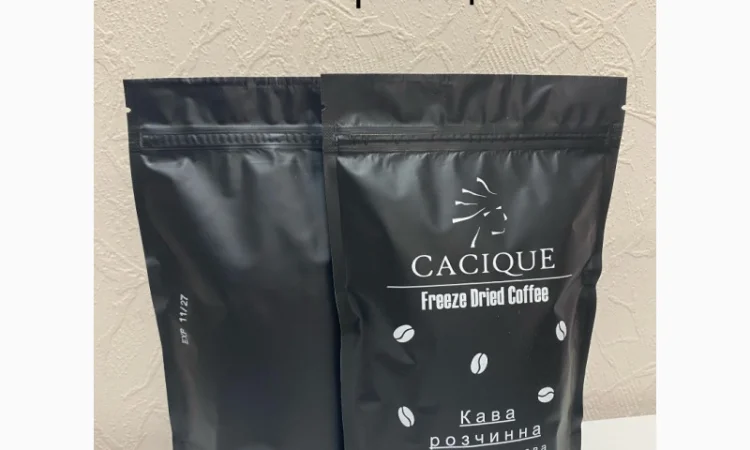 EXP 11/27
CACIQUE
Freeze Dried Coffee
Кава
розчинна